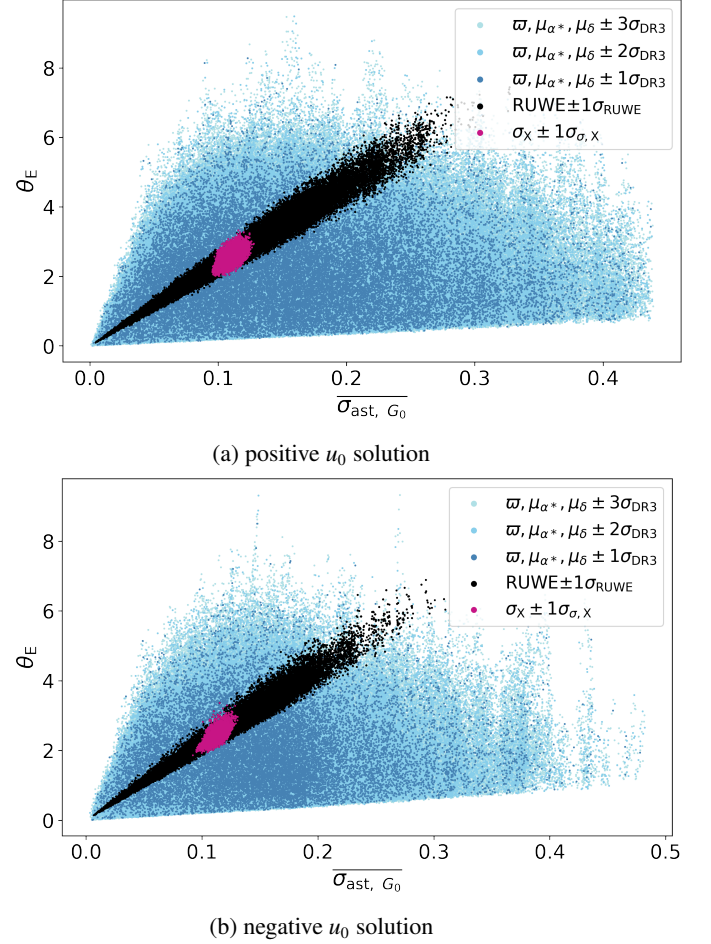 ϖ, μα*, μδ ± 3σDR3
ϖ, μα*, μδ ± 2σDR3
ϖ, μα*, μδ ± 1σDR3
RUWE±1σRUWE
σX ± 1σσ,X
8
6
4
2
0
θE
0.0 0.1 0.2 0.3 0.4
σast, G0
(a) positive u0 solution
ϖ, μα*, μδ ± 3σDR3
ϖ, μα*, μδ ± 2σDR3
ϖ, μα*, μδ ± 1σDR3
RUWE±1σRUWE
σX ± 1σσ,X
8
6
4
2
0
θE
0.0 0.1 0.2 0.3 0.4 0.5
σast, G0
(b) negative u0 solution